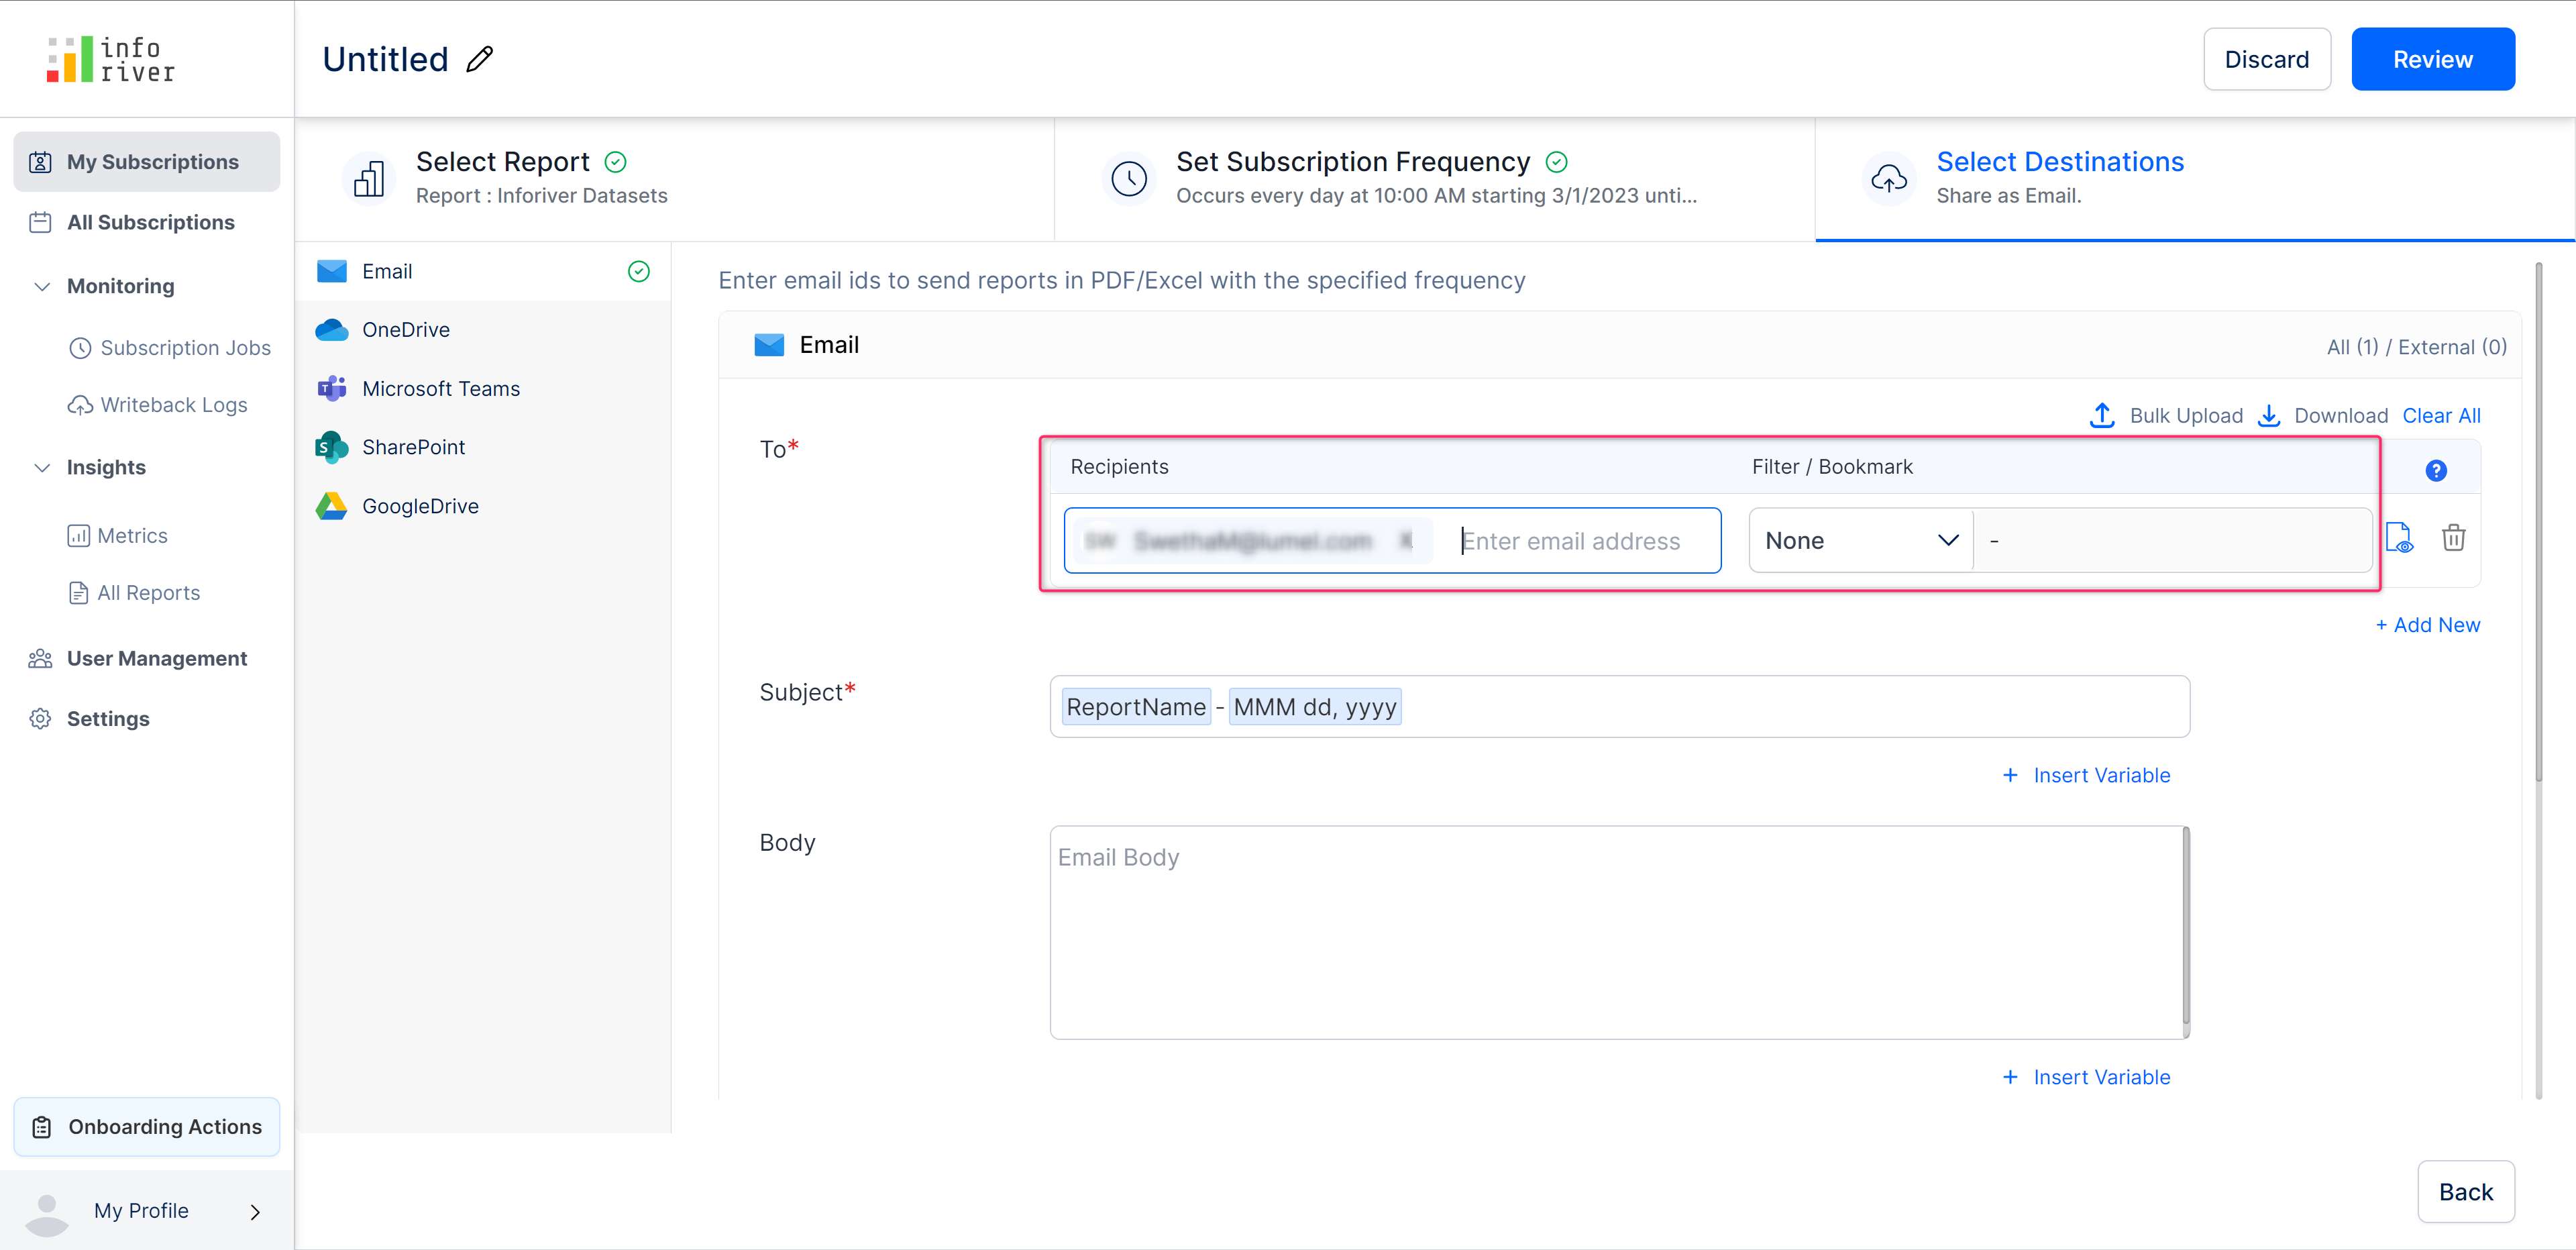 info
river
Untitled
Discard
Review
My Subscriptions
All Subscriptions
Monitoring
Subscription Jobs
Writeback Logs
Insights
Metrics
All Reports
User Management
Settings
Onboarding Actions
My Profile
Select Report
Report : Inforiver Datasets
Set Subscription Frequency
Occurs every day at 10:00 AM starting 3/1/2023 unti...
Select Destinations
Share as Email.
Email
OneDrive
Microsoft Teams
SharePoint
GoogleDrive
Enter email ids to send reports in PDF/Excel with the specified frequency
Email
All (1) / External (0)
Bulk Upload
Download
Clear All
To*
Recipients
Filter / Bookmark
?
Enter email address
None
-
+ Add New
Subject*
ReportName - MMM dd, yyyy
+ Insert Variable
Body
Email Body
+ Insert Variable
Back